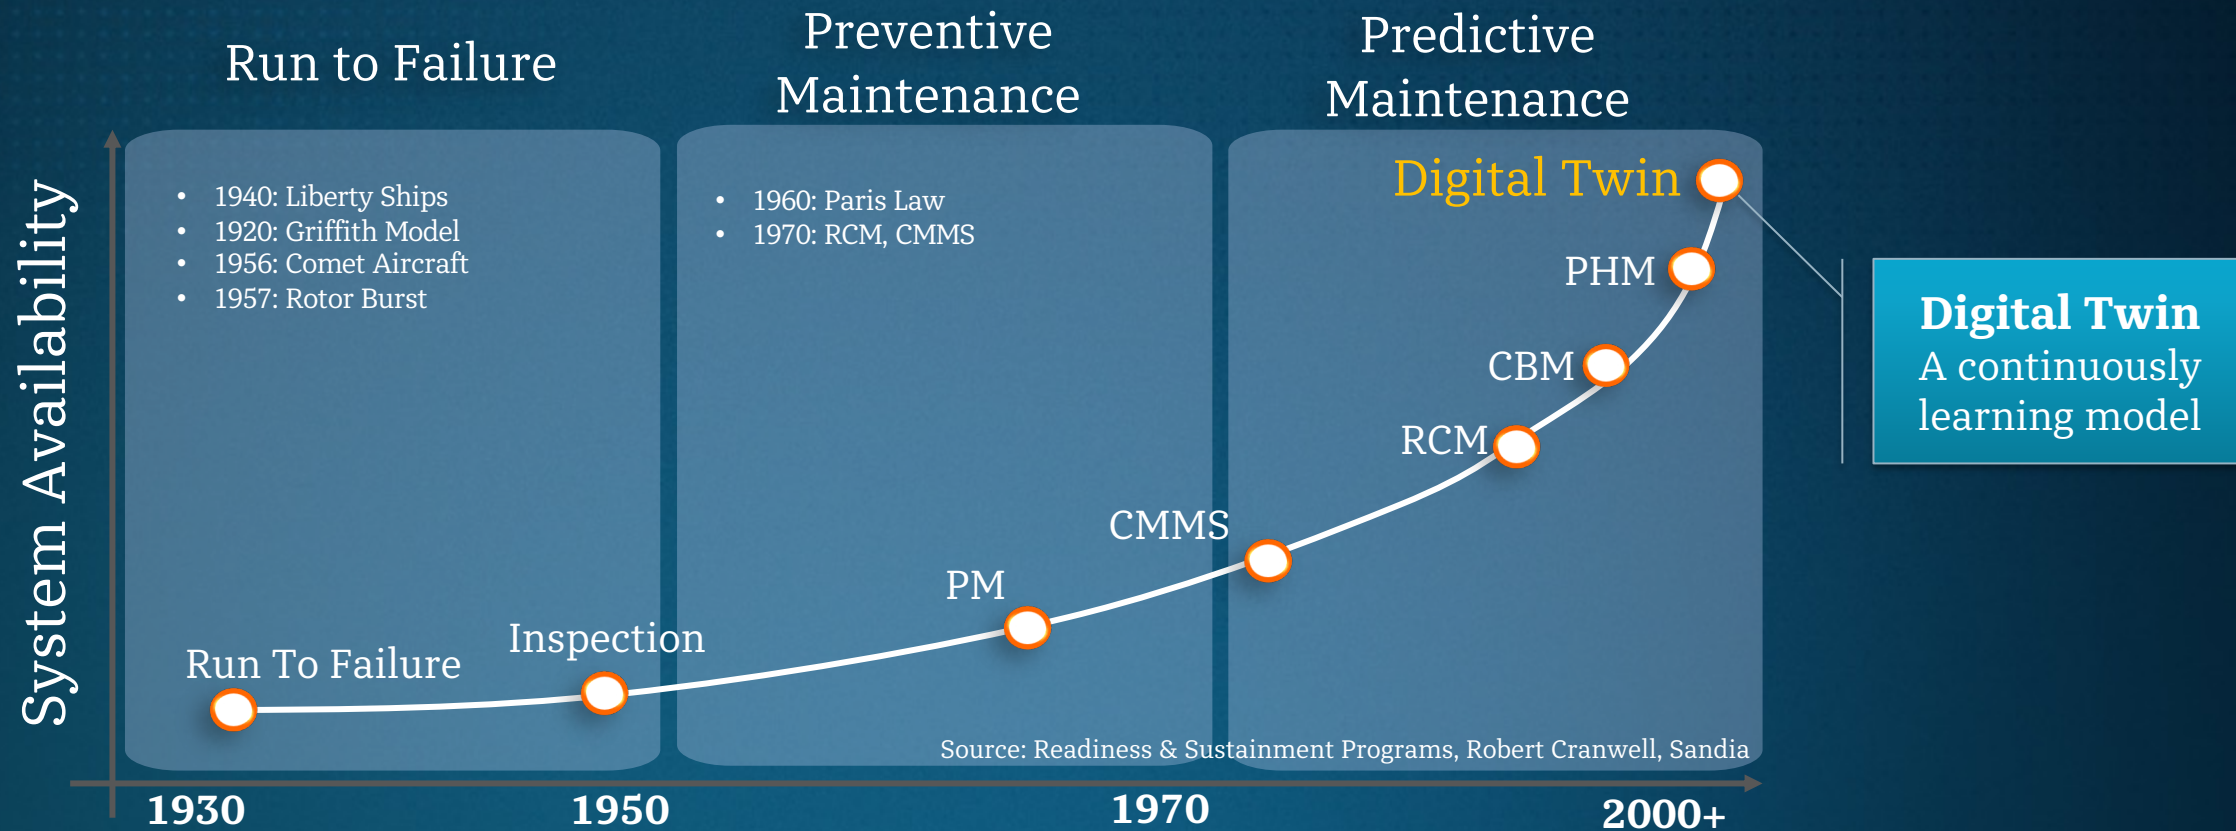 Run to Failure
Preventive
Maintenance
Predictive
Maintenance
System Availability
• 1940: Liberty Ships
• 1920: Griffith Model
• 1956: Comet Aircraft
• 1957: Rotor Burst
• 1960: Paris Law
• 1970: RCM, CMMS
Digital Twin
PHM
CBM
RCM
CMMS
PM
Inspection
Run To Failure
Digital Twin
A continuously
learning model
Source: Readiness & Sustainment Programs, Robert Cranwell, Sandia
1930
1950
1970
2000+